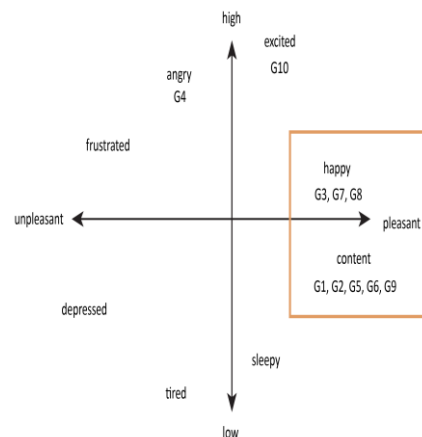 high
excited
G10
angry
G4
frustrated
happy
G3, G7, G8
unpleasant
pleasant
content
G1, G2, G5, G6, G9
depressed
sleepy
tired
low